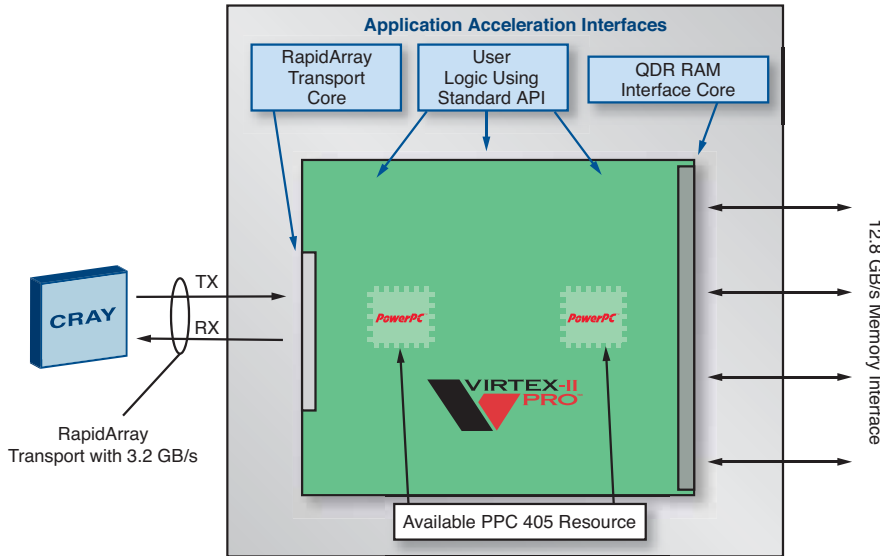 Application Acceleration Interfaces
RapidArray
Transport
Core
User
Logic Using
Standard API
QDR RAM
Interface Core
TX
RX
CRAY
RapidArray
Transport with 3.2 GB/s
PowerPC
PowerPC
VIRTEX-II
PRO™
Available PPC 405 Resource
12.8 GB/s Memory Interface